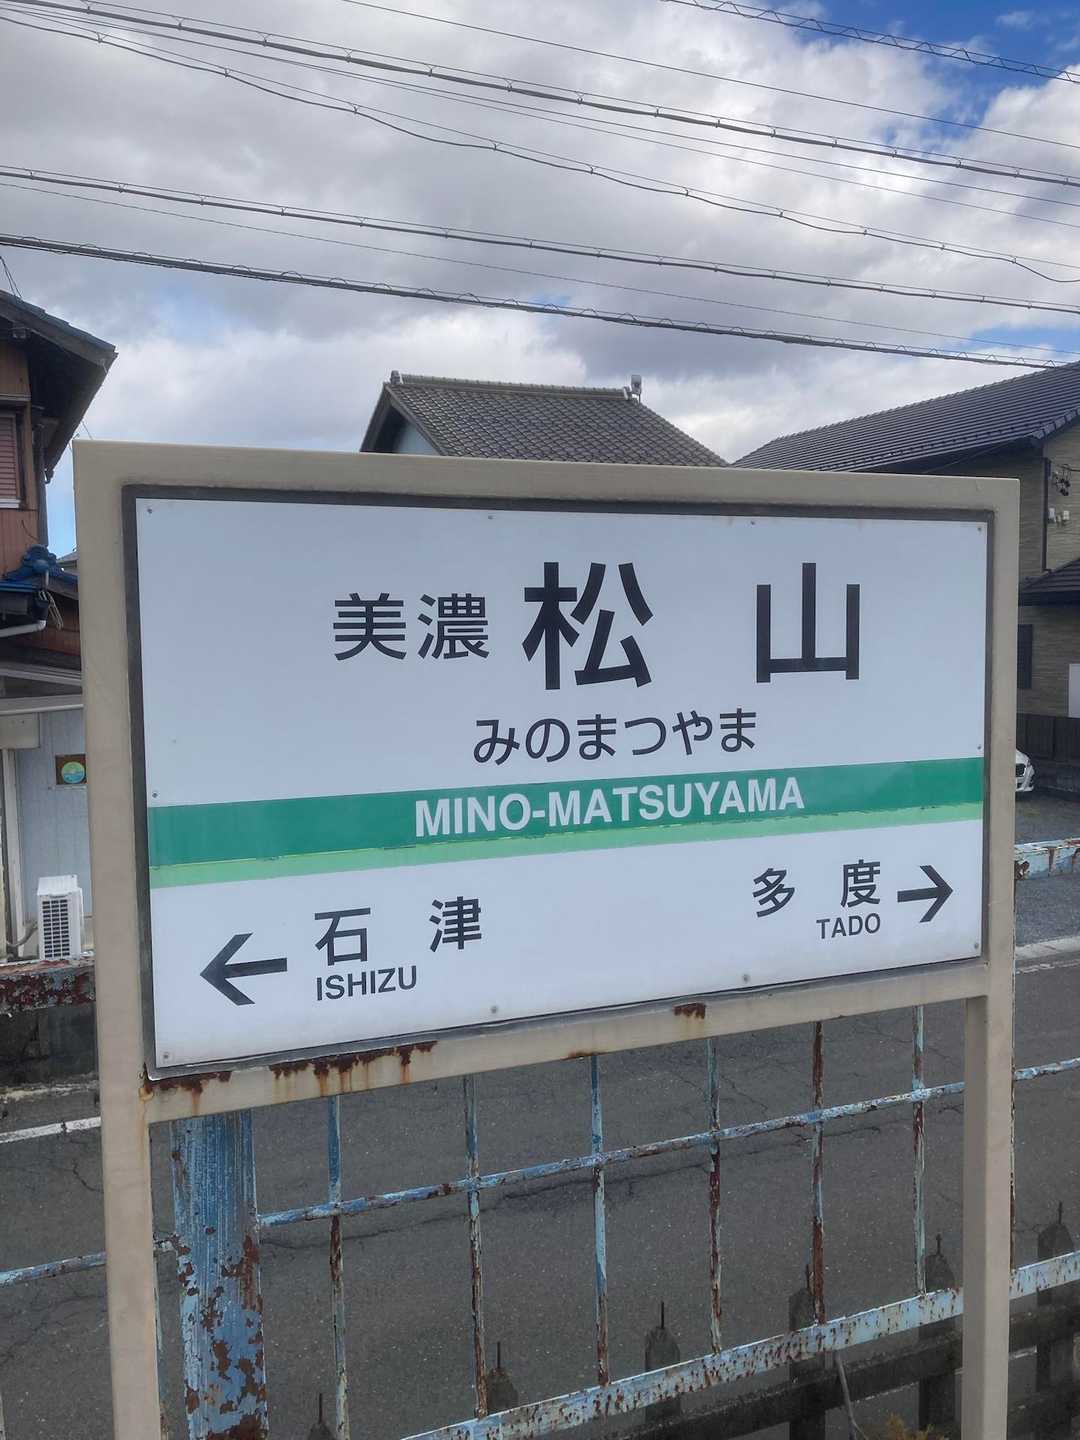 美濃松山
みのまつやま
MINO-MATSUYAMA
← 石津
ISHIZU
多度 →
TADO